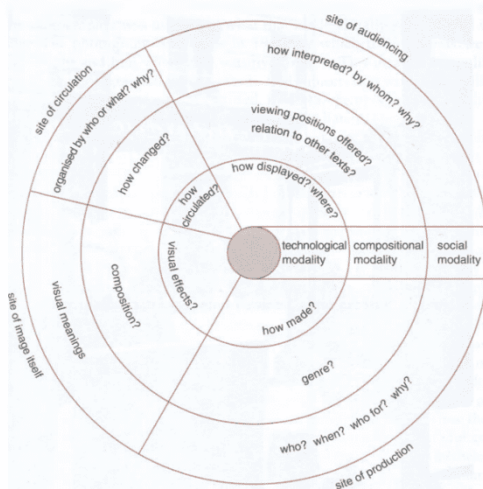 site of audiencing
how interpreted? by whom? why?
viewing positions offered?
relation to other texts?
how displayed? where?
site of circulation
organised by who or what? why?
how changed?
how
circulated?
technological
modality
compositional
modality
social
modality
visual effects?
composition?
visual meanings
site of image itself
how made?
genre?
who? when? who for? why?
site of production